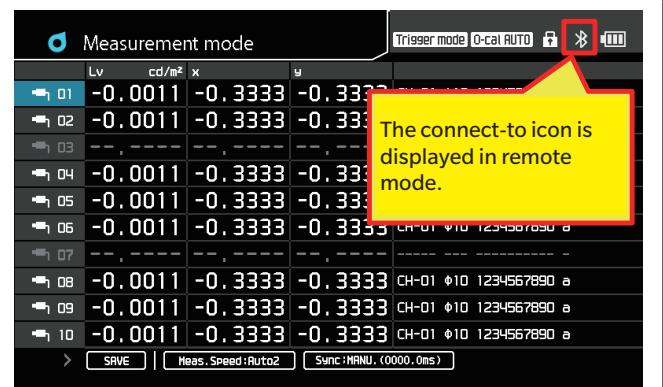 Measurement mode
Trigger mode 0-cal AUTO
Lv cd/m² x y
01 -0.0011 -0.3333 -0.3333
02 -0.0011 -0.3333 -0.333
03 --.---- --.---- --.----
04 -0.0011 -0.3333 -0.3333
05 -0.0011 -0.3333 -0.3333
06 -0.0011 -0.3333 -0.3333 CH-01 Φ10 1234567890 a
07 --.---- --.---- --.---- ----- --- ---------- -
08 -0.0011 -0.3333 -0.3333 CH-01 Φ10 1234567890 a
09 -0.0011 -0.3333 -0.3333 CH-01 Φ10 1234567890 a
10 -0.0011 -0.3333 -0.3333 CH-01 Φ10 1234567890 a
> SAVE Meas.Speed:Auto2 Sync:MANU.(0000.0ms)
The connect-to icon is
displayed in remote
mode.